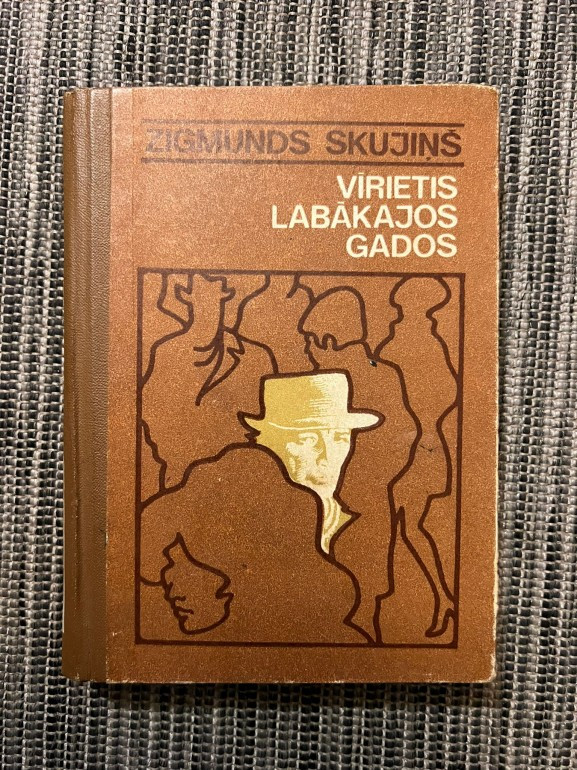 ZIGMUNDS SKUJIŅŠ
VĪRIETIS
LABĀKAJOS
GADOS